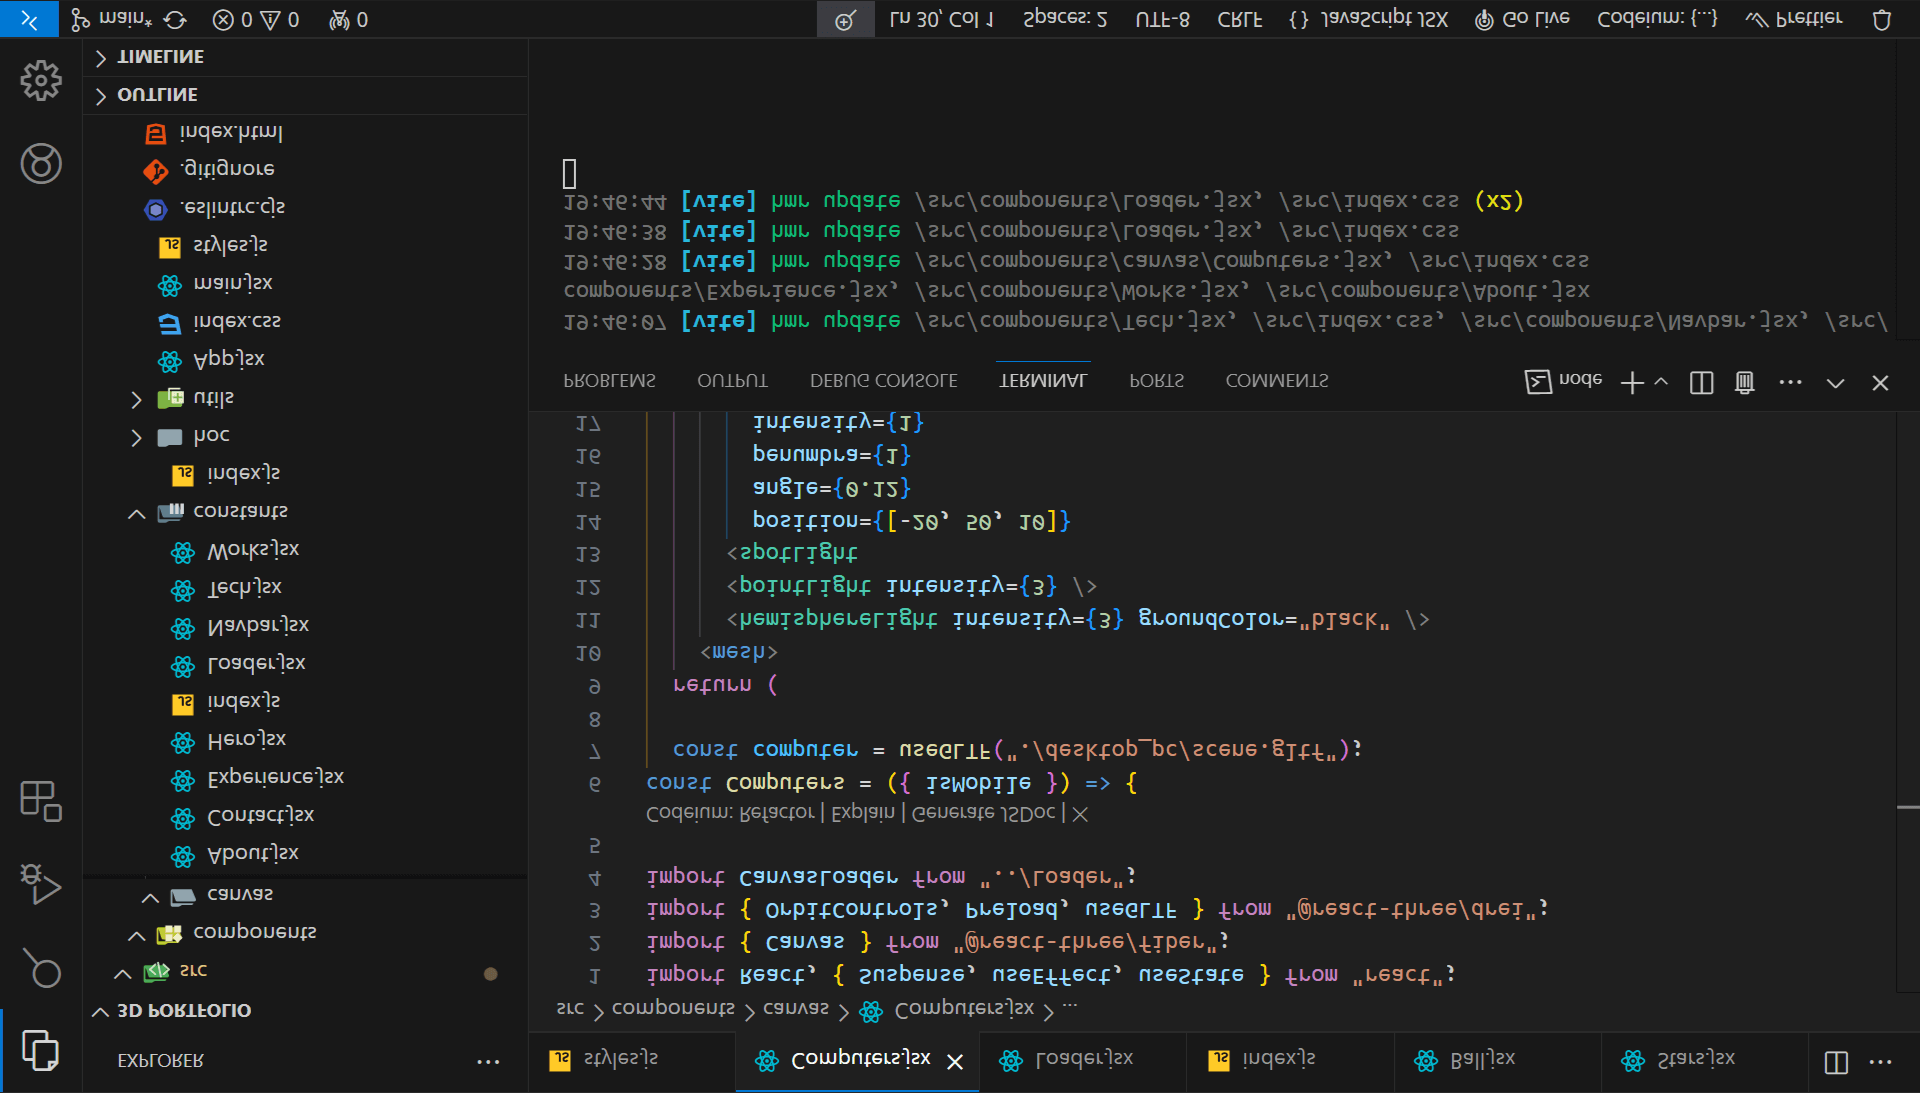 EXPLORER
3D PORTFOLIO
src
components
canvas
About.jsx
Contact.jsx
Experience.jsx
Hero.jsx
index.js
Loader.jsx
Navbar.jsx
Tech.jsx
Works.jsx
constants
index.js
hoc
utils
App.jsx
index.css
main.jsx
styles.js
.eslintrc.cjs
.gitignore
index.html
OUTLINE
TIMELINE
styles.js
Computers.jsx
Loader.jsx
index.js
Ball.jsx
Stars.jsx
src > components > canvas > Computers.jsx > ...
1 import React, { Suspense, useEffect, useState } from "react";
2 import { Canvas } from "@react-three/fiber";
3 import { OrbitControls, Preload, useGLTF } from "@react-three/drei";
4 import CanvasLoader from "../Loader";
5
Codeium: Refactor | Explain | Generate JSDoc | X
6 const Computers = ({ isMobile }) => {
7 const computer = useGLTF("./desktop_pc/scene.gltf");
8
9 return (
10 <mesh>
11 <hemisphereLight intensity={3} groundColor="black" />
12 <pointLight intensity={3} />
13 <spotLight
14 position={[-20, 50, 10]}
15 angle={0.12}
16 penumbra={1}
17 intensity={1}
PROBLEMS OUTPUT DEBUG CONSOLE TERMINAL PORTS COMMENTS node
19:46:07 [vite] hmr update /src/components/Tech.jsx, /src/index.css, /src/components/Navbar.jsx, /src/
components/Experience.jsx, /src/components/Works.jsx, /src/components/About.jsx
19:46:28 [vite] hmr update /src/components/canvas/Computers.jsx, /src/index.css
19:46:38 [vite] hmr update /src/components/Loader.jsx, /src/index.css
19:46:44 [vite] hmr update /src/components/Loader.jsx, /src/index.css (x2)
main* 0 0 0 Ln 30, Col 1 Spaces: 2 UTF-8 CRLF {} JavaScript JSX Go Live Codeium: {...} Prettier